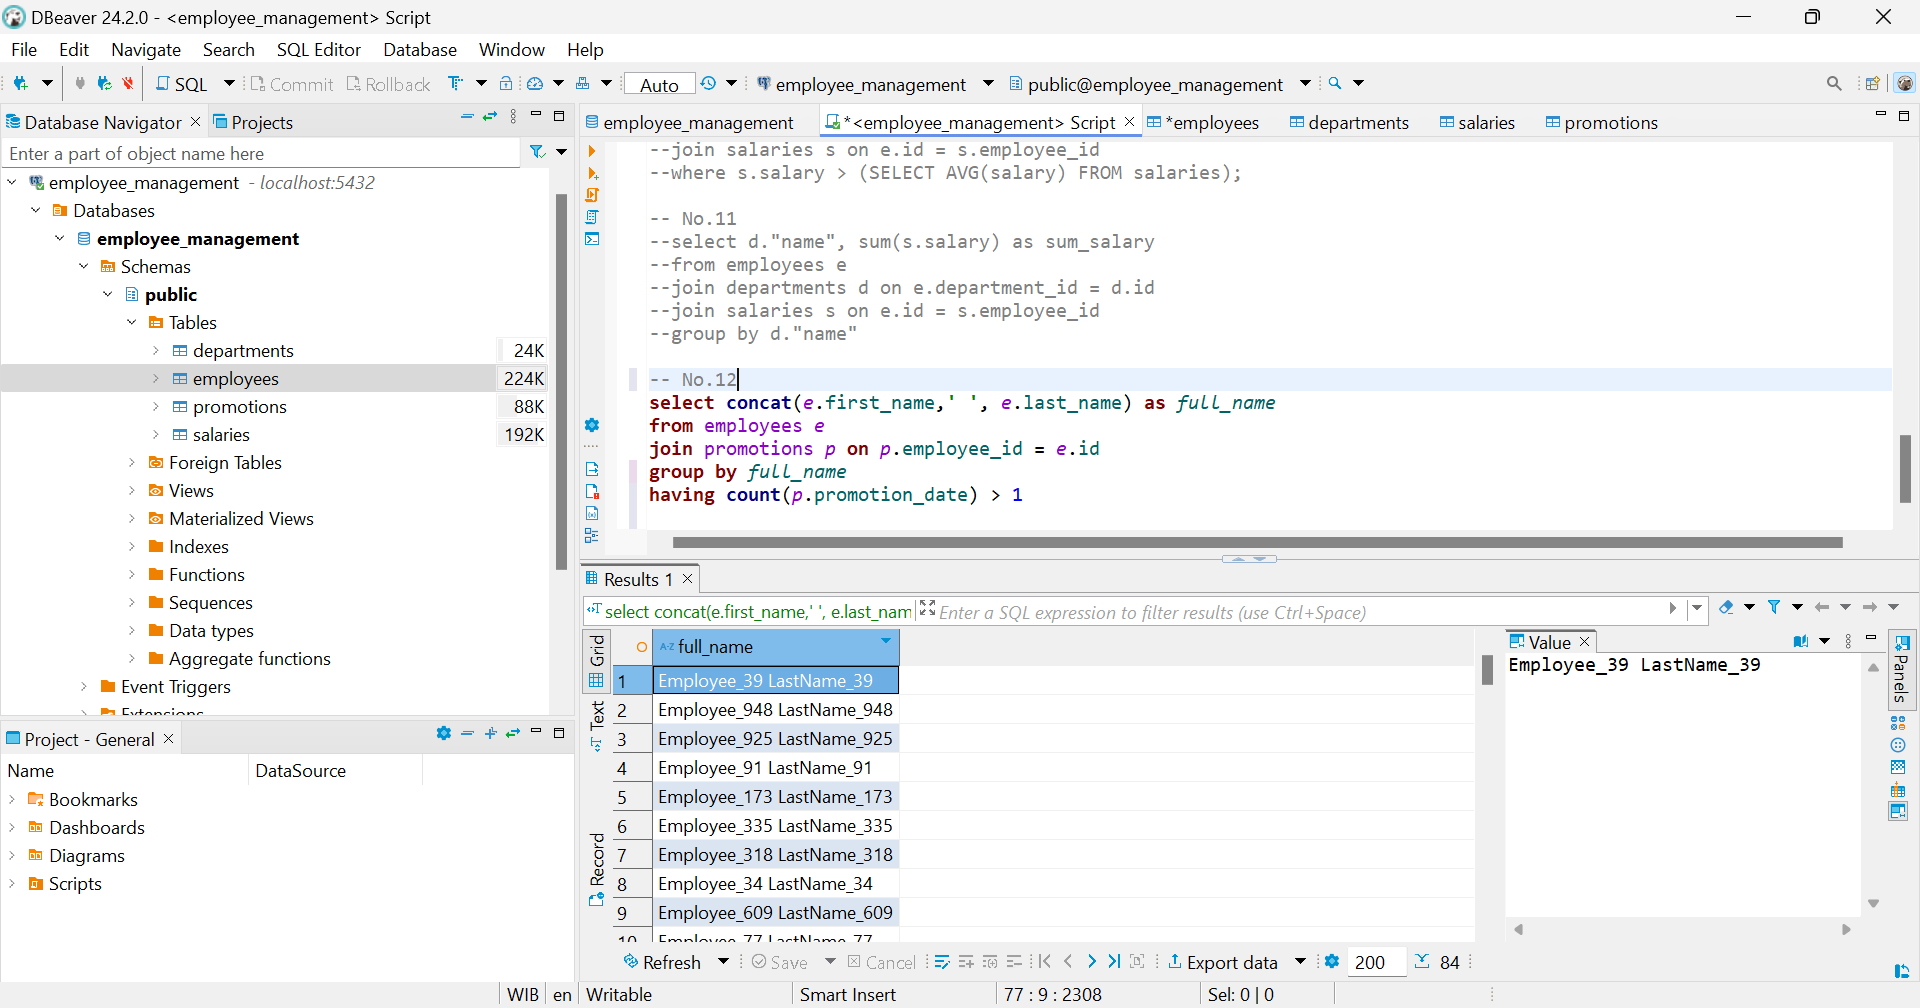 DBeaver 24.2.0 - <employee_management> Script
File Edit Navigate Search SQL Editor Database Window Help
SQL Commit Rollback Auto employee_management public@employee_management
Database Navigator Projects
employee_management *<employee_management> Script *employees departments salaries promotions
Enter a part of object name here
employee_management - localhost:5432
Databases
employee_management
Schemas
public
Tables
departments 24K
employees 224K
promotions 88K
salaries 192K
Foreign Tables
Views
Materialized Views
Indexes
Functions
Sequences
Data types
Aggregate functions
Event Triggers
Extensions
--join salaries s on e.id = s.employee_id
--where s.salary > (SELECT AVG(salary) FROM salaries);
-- No.11
--select d."name", sum(s.salary) as sum_salary
--from employees e
--join departments d on e.department_id = d.id
--join salaries s on e.id = s.employee_id
--group by d."name"
-- No.12
select concat(e.first_name,' ', e.last_name) as full_name
from employees e
join promotions p on p.employee_id = e.id
group by full_name
having count(p.promotion_date) > 1
Project - General
Name DataSource
Bookmarks
Dashboards
Diagrams
Scripts
Results 1
select concat(e.first_name,' ', e.last_nam Enter a SQL expression to filter results (use Ctrl+Space)
Grid
Text
Record
A-Z full_name
1 Employee_39 LastName_39
2 Employee_948 LastName_948
3 Employee_925 LastName_925
4 Employee_91 LastName_91
5 Employee_173 LastName_173
6 Employee_335 LastName_335
7 Employee_318 LastName_318
8 Employee_34 LastName_34
9 Employee_609 LastName_609
10 Employee_77 LastName_77
Value
Employee_39 LastName_39
Panels
Refresh Save Cancel Export data 200 84
WIB en Writable Smart Insert 77 : 9 : 2308 Sel: 0 | 0